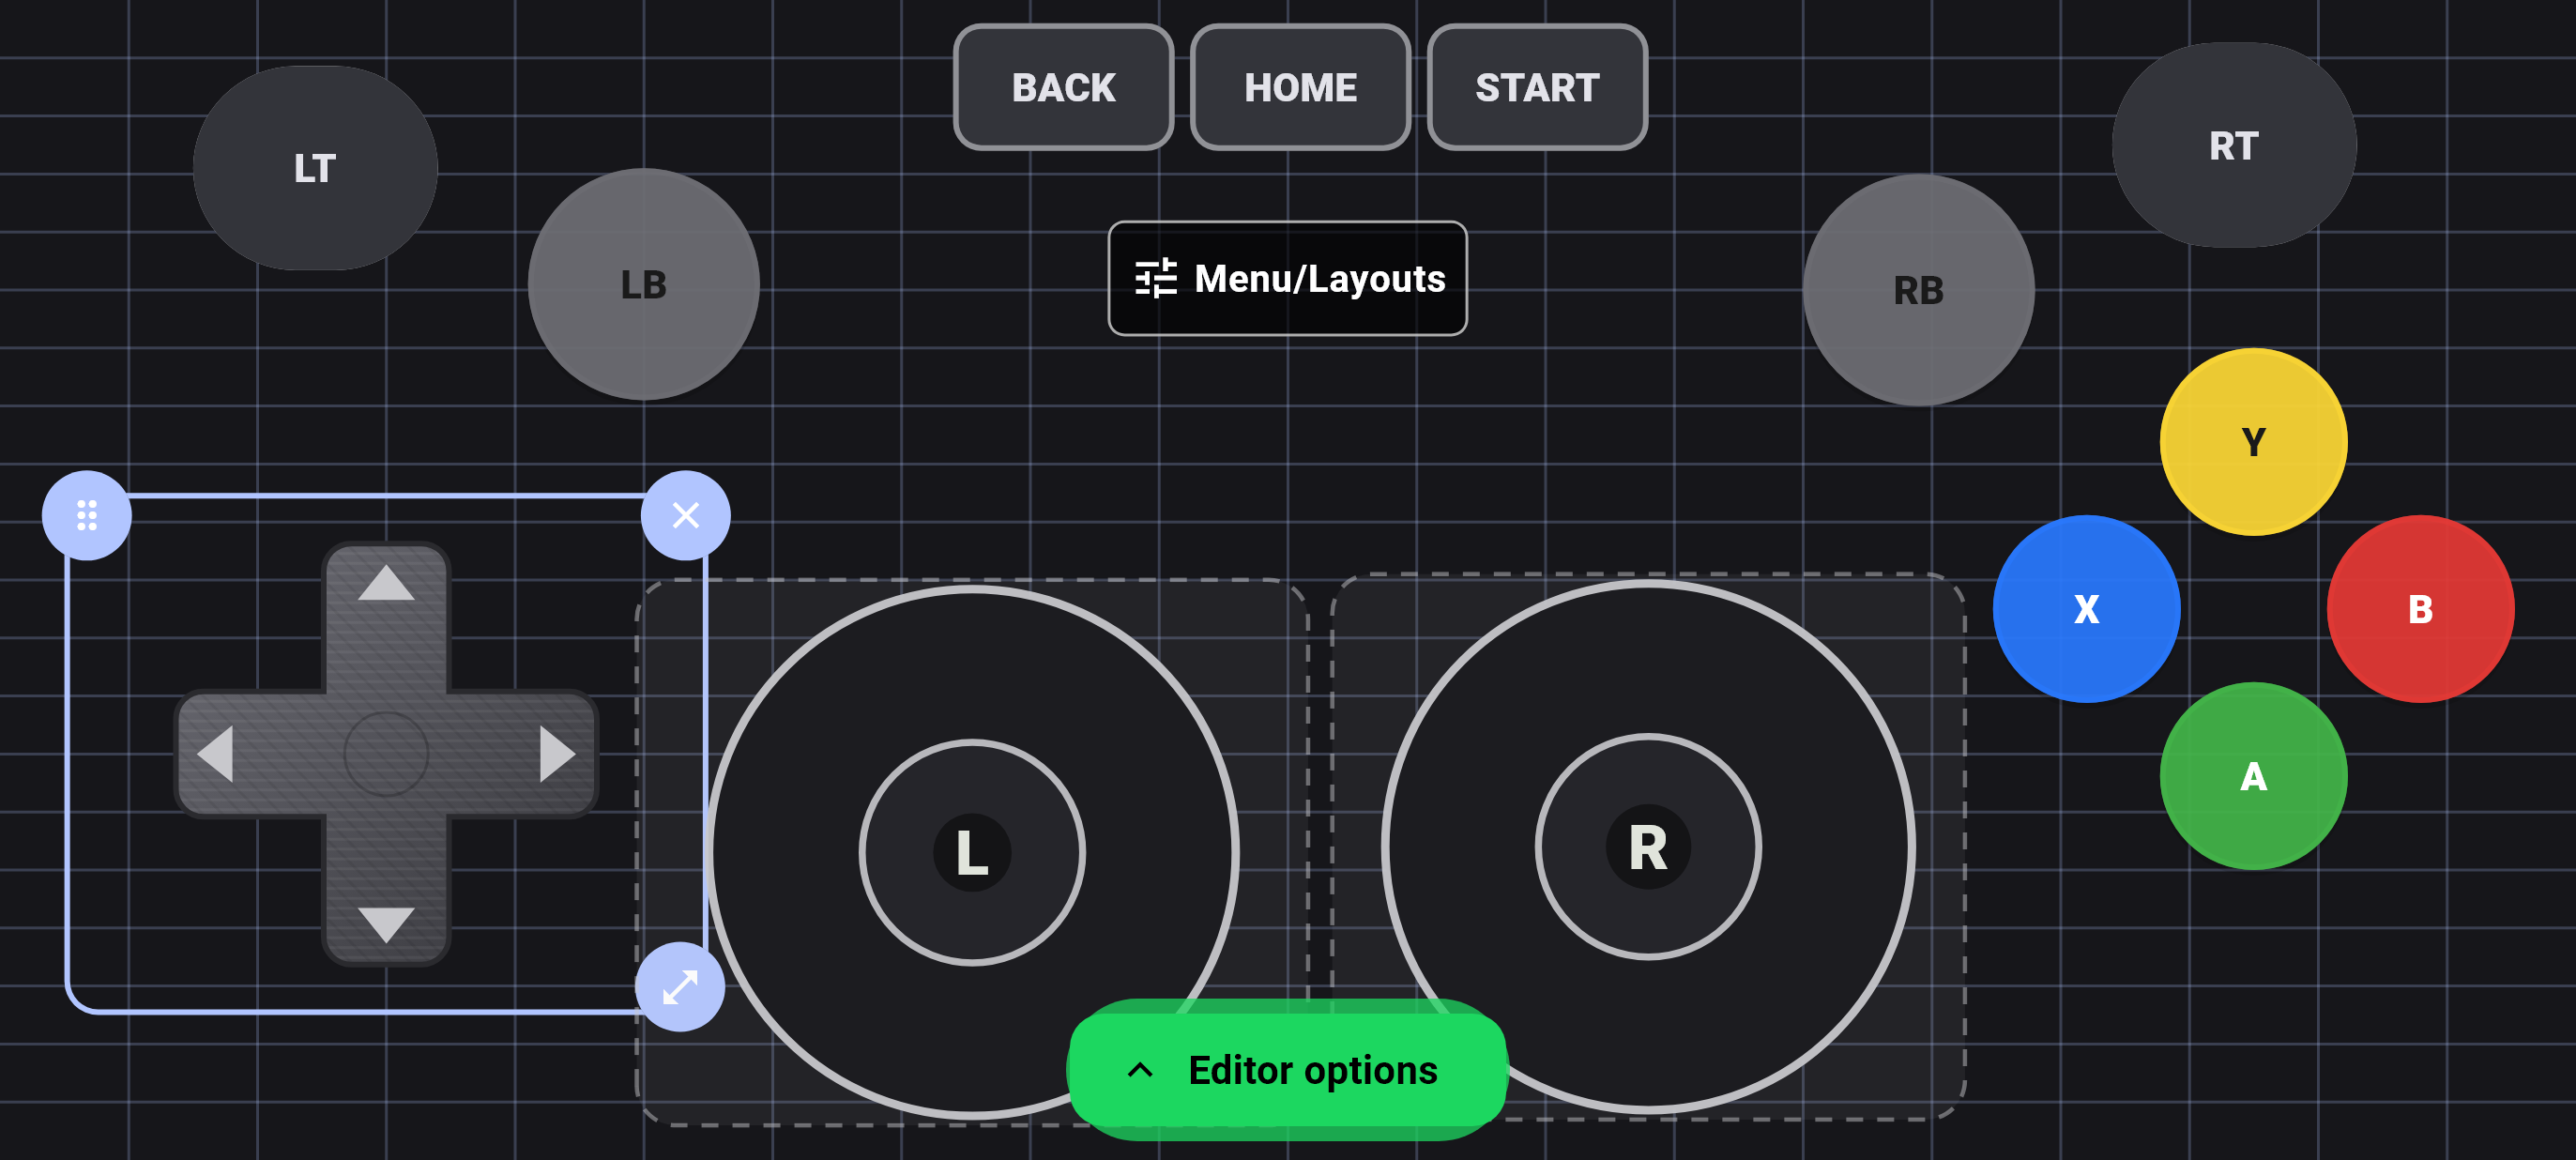 BACK
HOME
START
LT
RT
LB
Menu/Layouts
RB
Y
X
B
A
L
R
Editor options